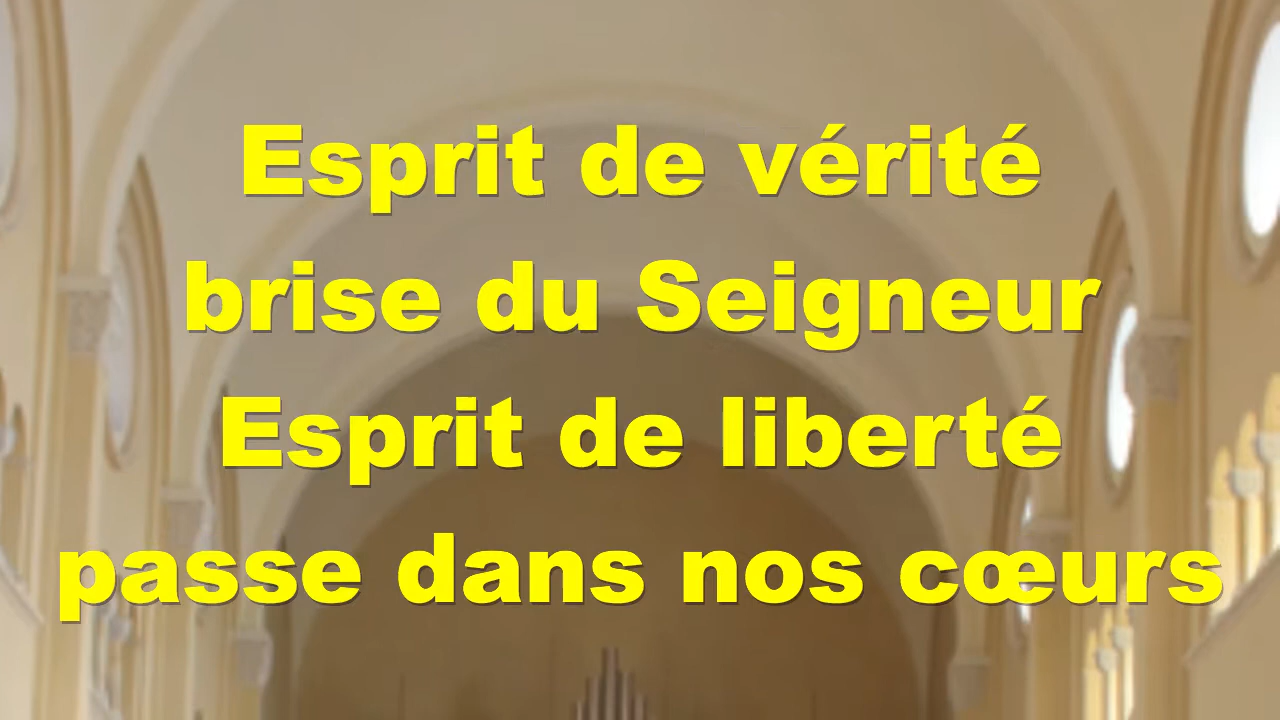 Esprit de vérité
brise du Seigneur
Esprit de liberté
passe dans nos cœurs